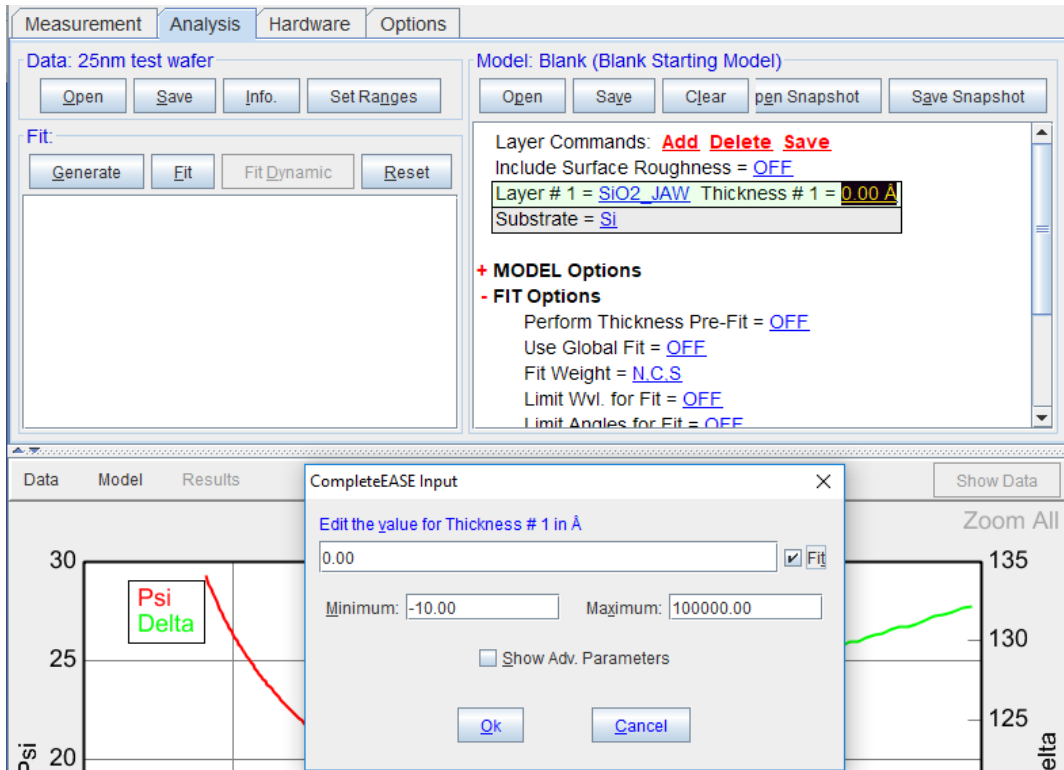 Measurement Analysis Hardware Options
Data: 25nm test wafer
Open Save Info. Set Ranges
Fit:
Generate Fit Fit Dynamic Reset
Model: Blank (Blank Starting Model)
Open Save Clear pen Snapshot Save Snapshot
Layer Commands: Add Delete Save
Include Surface Roughness = OFF
Layer # 1 = SiO2_JAW Thickness # 1 = 0.00 Å
Substrate = Si
+ MODEL Options
- FIT Options
Perform Thickness Pre-Fit = OFF
Use Global Fit = OFF
Fit Weight = N,C,S
Limit Wvl. for Fit = OFF
Limit Angles for Fit = OFF
Data Model Results
Show Data
Zoom All
30
25
20
Psi
Psi
Delta
CompleteEASE Input
Edit the value for Thickness # 1 in Å
0.00 Fit
Minimum: -10.00 Maximum: 100000.00
Show Adv. Parameters
Ok Cancel
135
130
125
elta